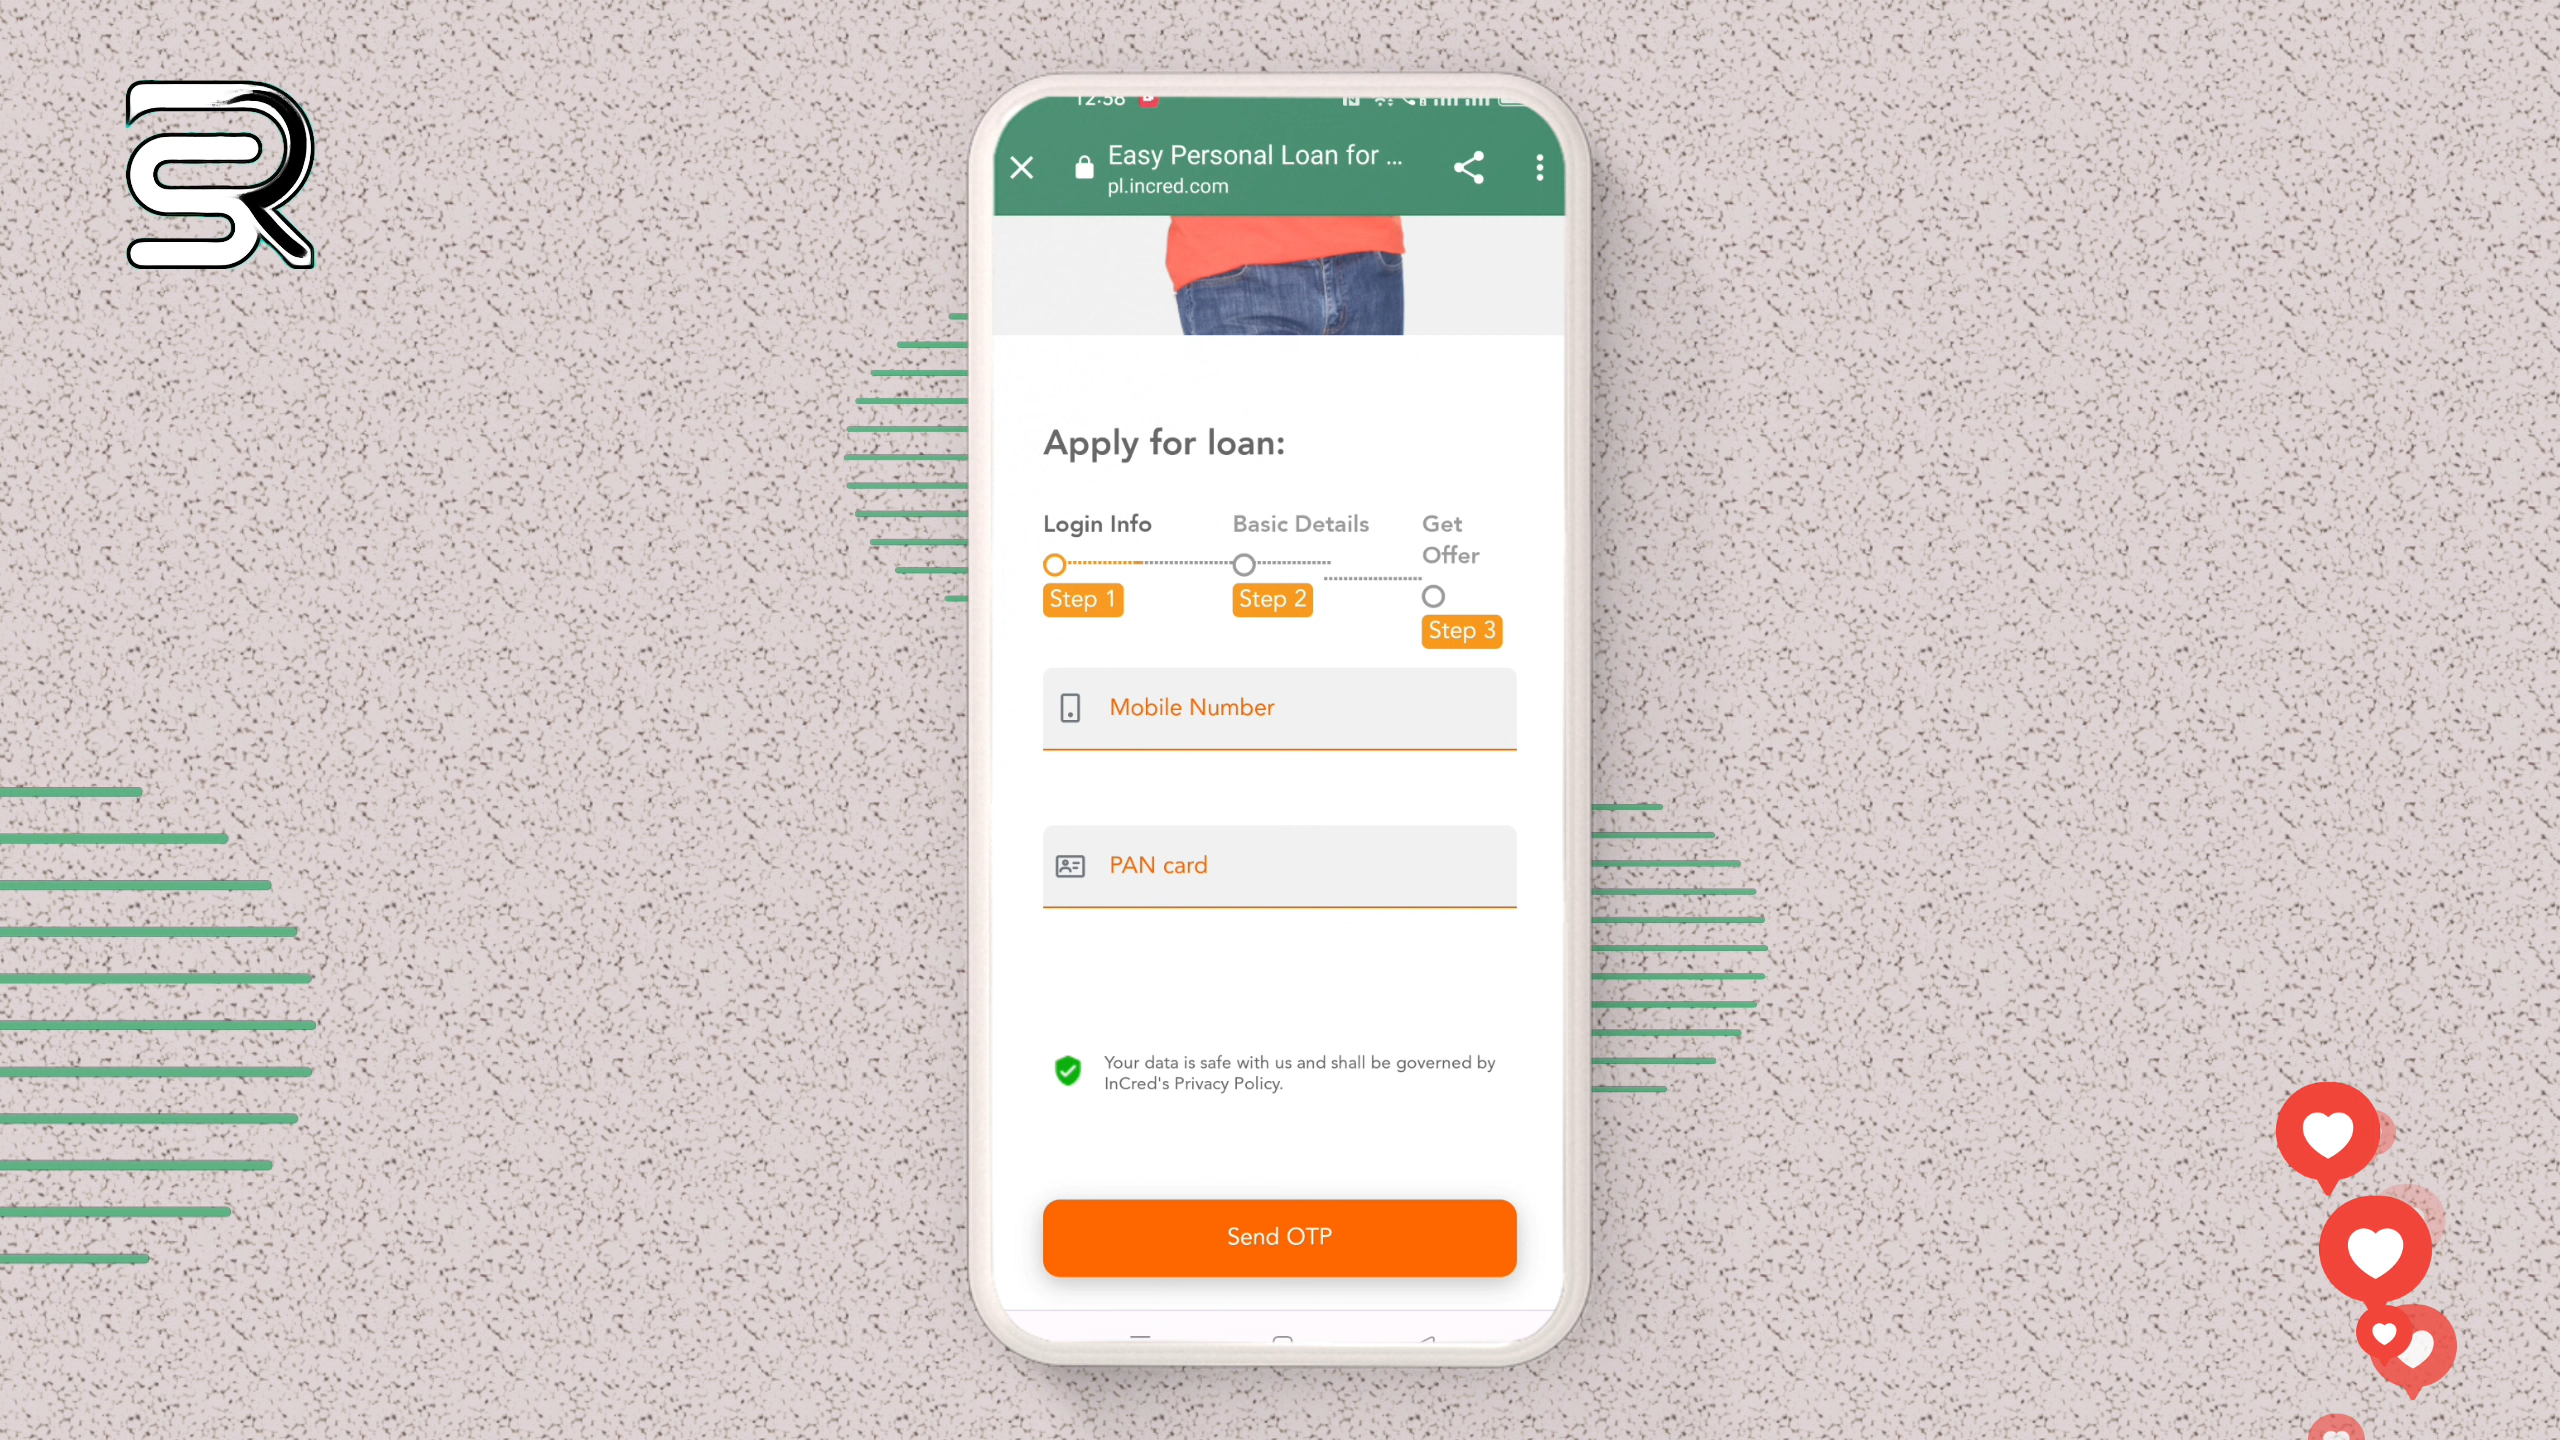 12:58
Easy Personal Loan for ...
pl.incred.com
Apply for loan:
Login Info
Basic Details
Get
Offer
Step 1
Step 2
Step 3
Mobile Number
PAN card
Your data is safe with us and shall be governed by
InCred's Privacy Policy.
Send OTP